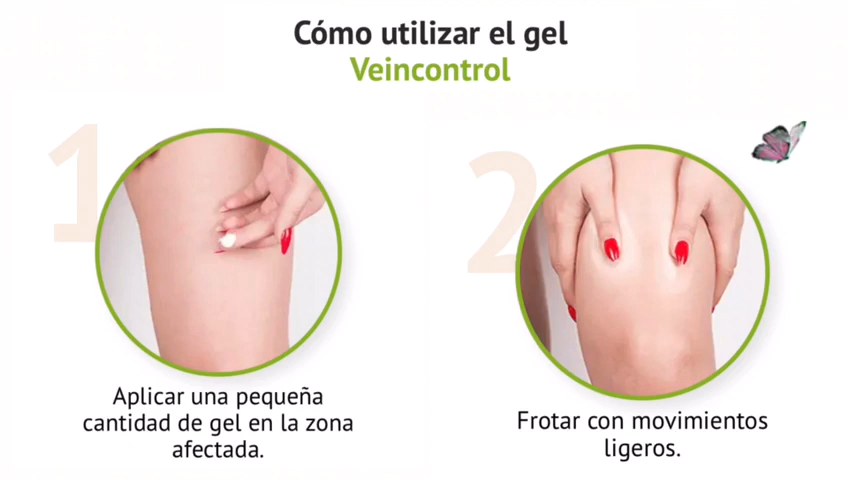 Cómo utilizar el gel
Veincontrol
1
Aplicar una pequeña
cantidad de gel en la zona
afectada.
2
Frotar con movimientos
ligeros.